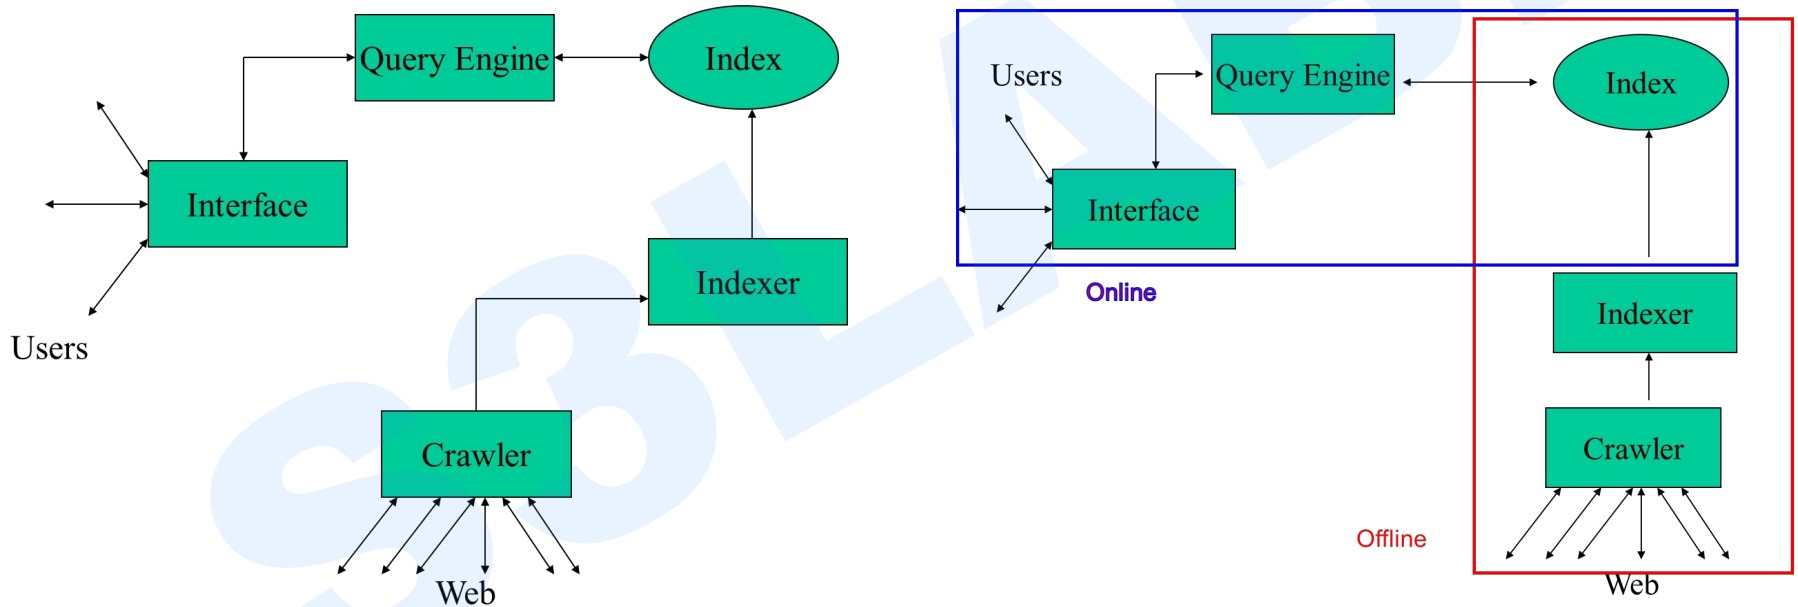 Query Engine
Index
Interface
Indexer
Users
Crawler
Web
Users
Query Engine
Index
Interface
Online
Indexer
Crawler
Offline
Web
S3LAB